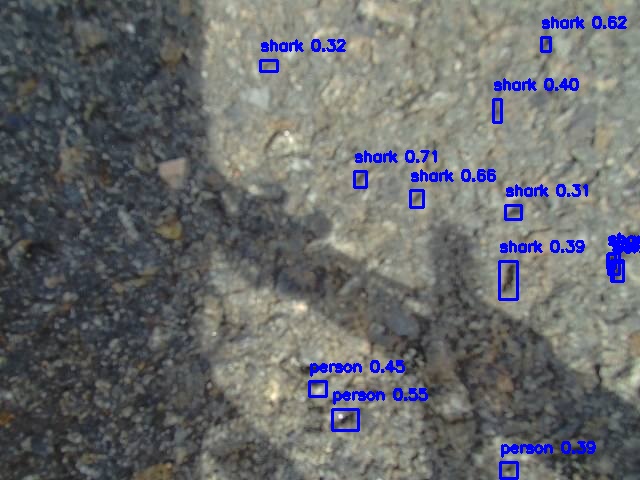 shark 0.62
shark 0.32
shark 0.40
shark 0.71
shark 0.66
shark 0.31
shark 0.39
person 0.45
person 0.55
person 0.39